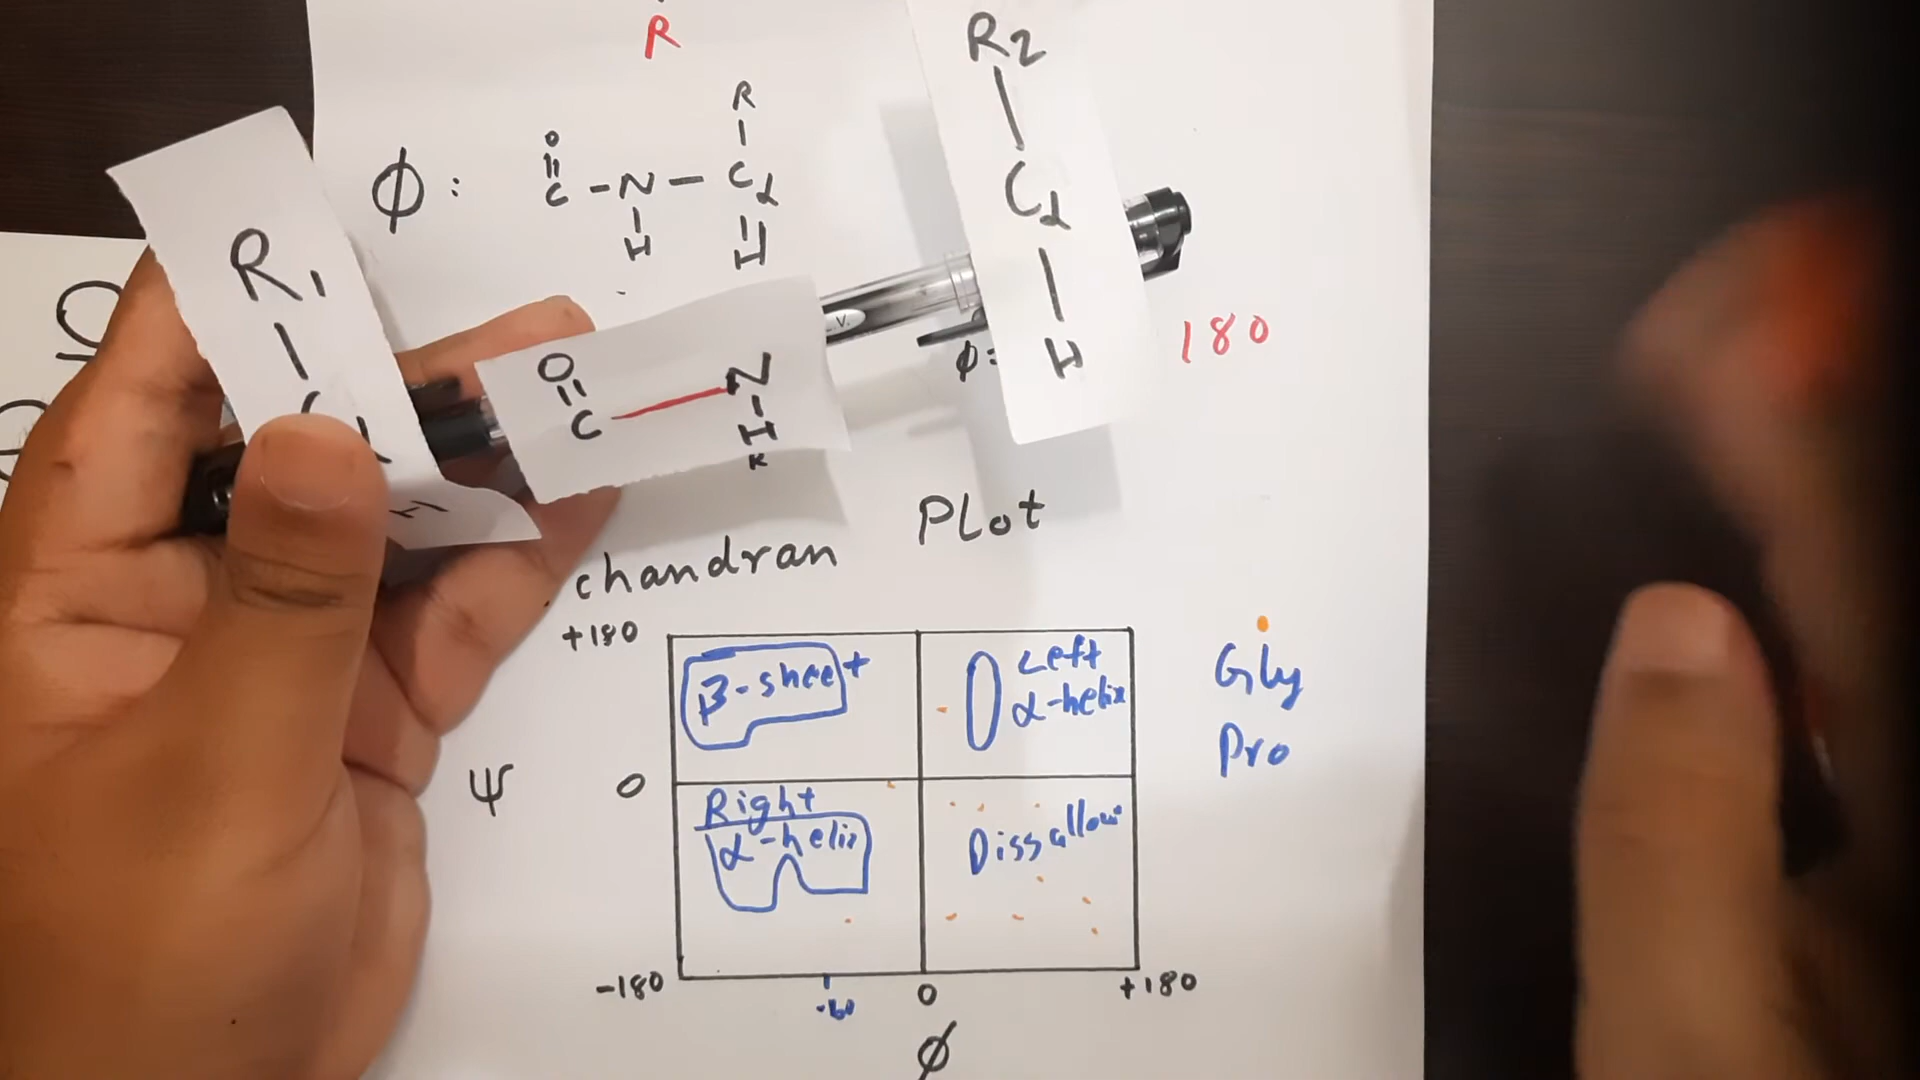 R
R
O
C - N - Cα
H H
φ :
R2
Cα
H
R1
H
O
C N
H
L.V.
φ:
180
chandran Plot
+180
β-sheet
Left
α-helix
Gly
Pro
ψ
0
Right
α-helix
Dissallow
-180
-60
0
+180
φ